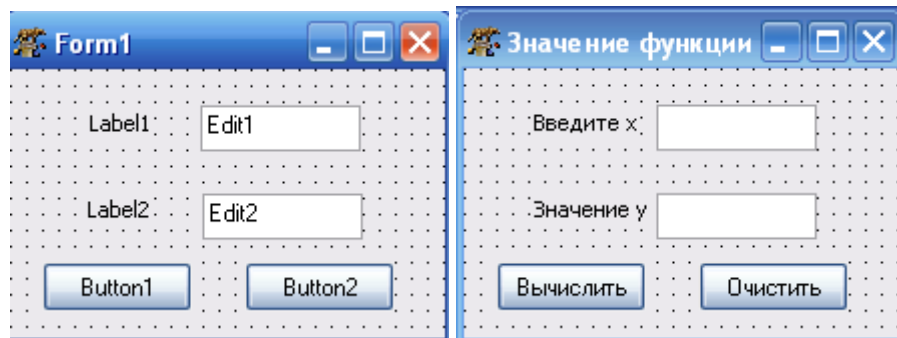 Form1
Label1 Edit1
Label2 Edit2
Button1 Button2
Значение функции
Введите x
Значение y
Вычислить Очистить